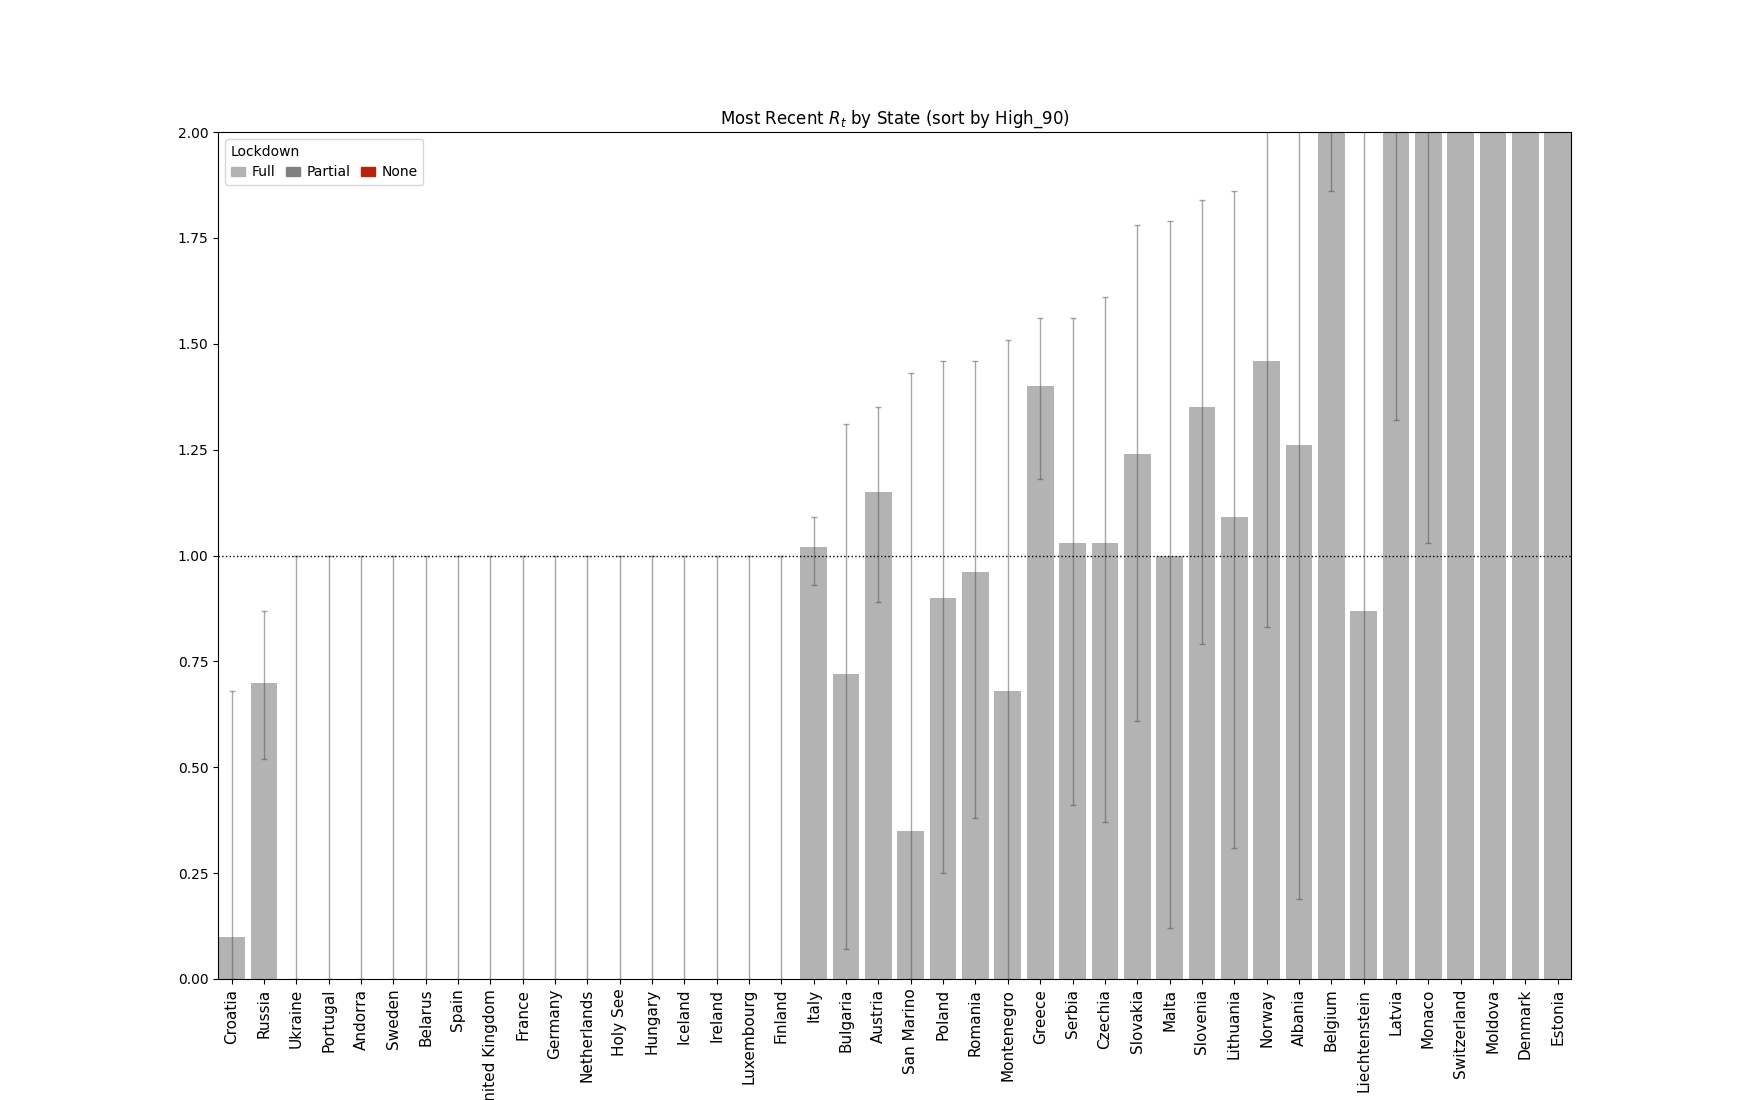 Most Recent R_t by State (sort by High_90)
Lockdown
Full Partial None
2.00
1.75
1.50
1.25
1.00
0.75
0.50
0.25
0.00
Croatia
Russia
Ukraine
Portugal
Andorra
Sweden
Belarus
Spain
nited Kingdom
France
Germany
Netherlands
Holy See
Hungary
Iceland
Ireland
Luxembourg
Finland
Italy
Bulgaria
Austria
San Marino
Poland
Romania
Montenegro
Greece
Serbia
Czechia
Slovakia
Malta
Slovenia
Lithuania
Norway
Albania
Belgium
Liechtenstein
Latvia
Monaco
Switzerland
Moldova
Denmark
Estonia